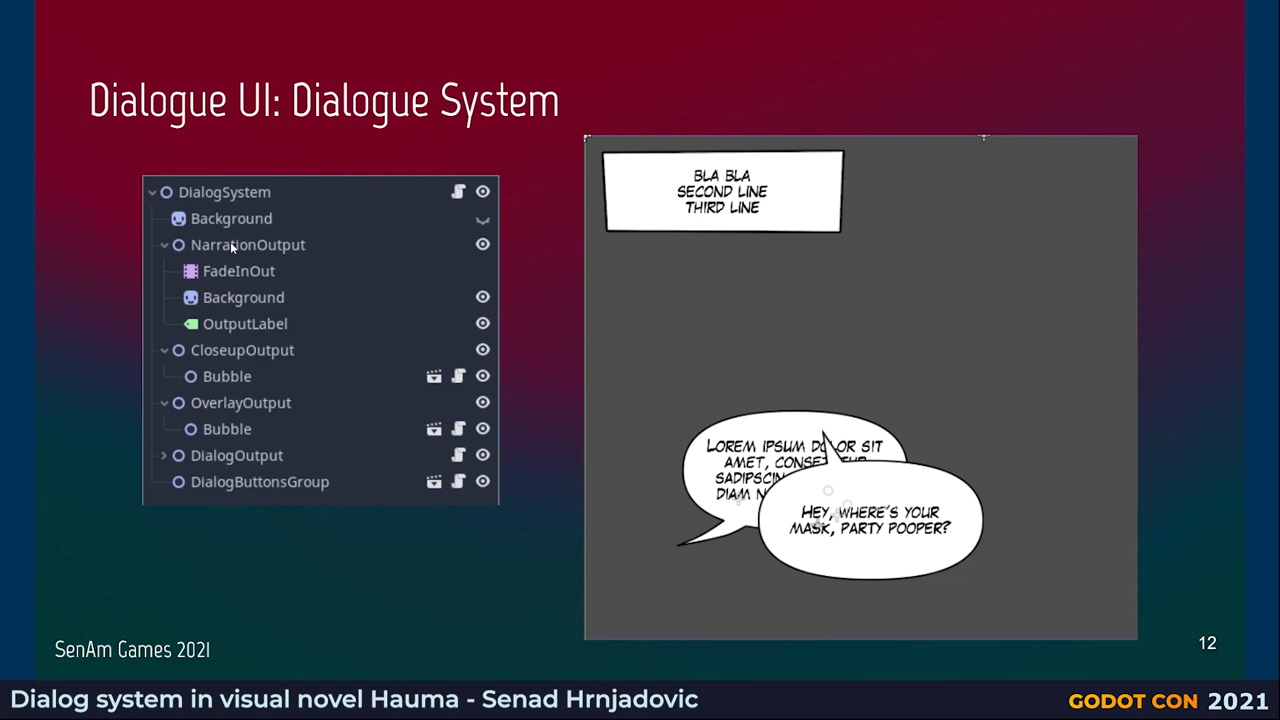 Dialogue UI: Dialogue System
DialogSystem
Background
NarrationOutput
FadeInOut
Background
OutputLabel
CloseupOutput
Bubble
OverlayOutput
Bubble
DialogOutput
DialogButtonsGroup
BLA BLA
SECOND LINE
THIRD LINE
LOREM IPSUM DOLOR SIT
AMET,
SADIPSCIN
DIAM N
HEY, WHERE'S YOUR
MASK, PARTY POOPER?
SenAm Games 2021
12
Dialog system in visual novel Hauma - Senad Hrnjadovic
GODOT CON 2021